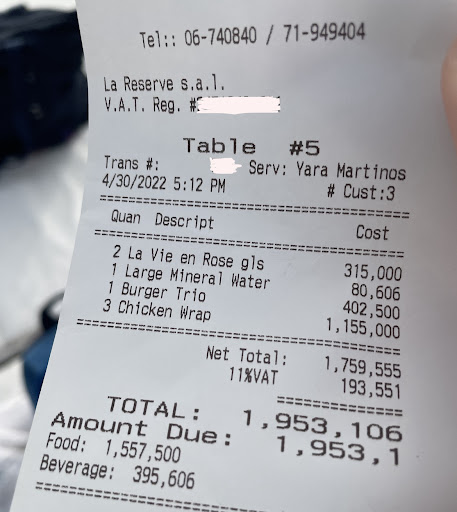 Tel:: 06-740840 / 71-949404
La Reserve s.a.l.
V.A.T. Reg. #
Table #5
Trans #: Serv: Yara Martinos
4/30/2022 5:12 PM # Cust:3
Quan Descript Cost
2 La Vie en Rose gls 315,000
1 Large Mineral Water 80,606
1 Burger Trio 402,500
3 Chicken Wrap 1,155,000
Net Total: 1,759,555
11%VAT 193,551
TOTAL: 1,953,106
Amount Due: 1,953,1
Food: 1,557,500
Beverage: 395,606